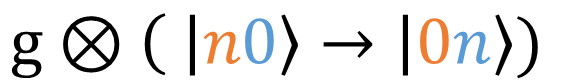 g ⊗ ( |n0⟩ → |0n⟩)